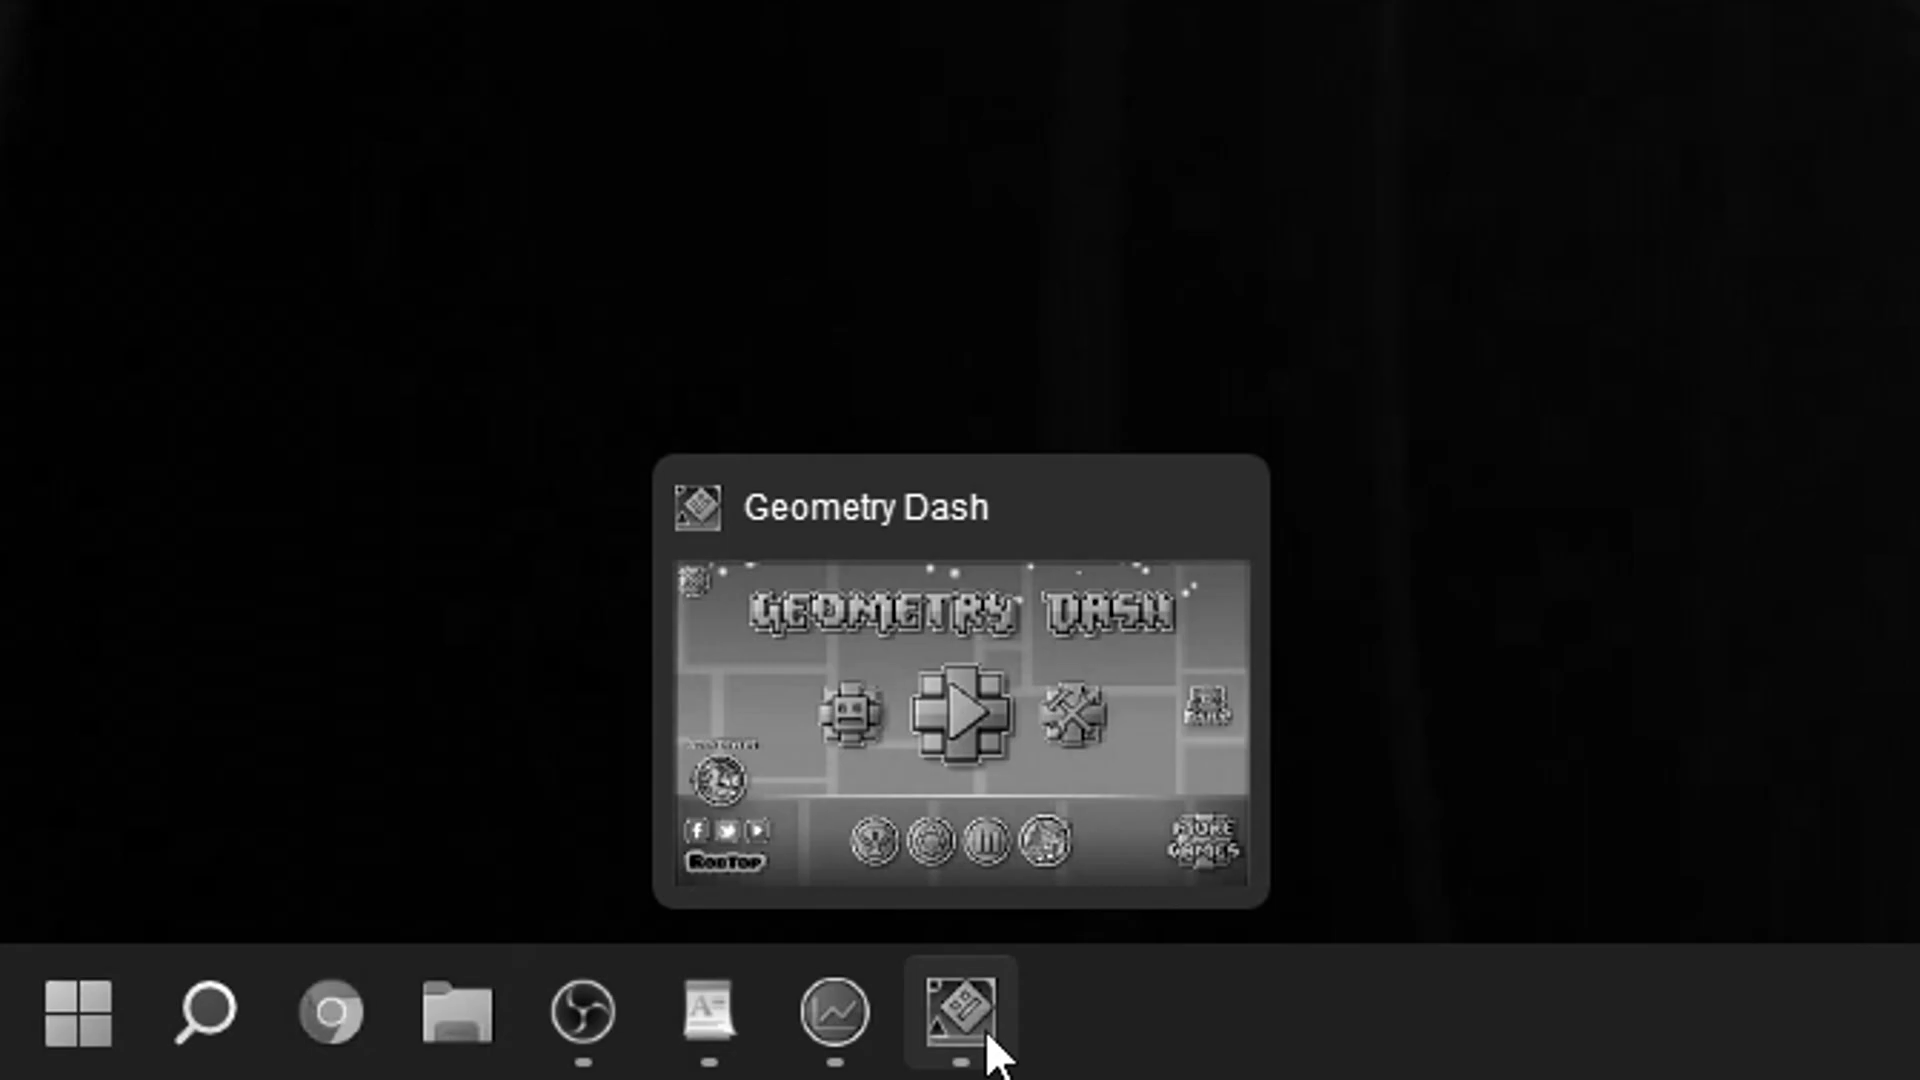 Geometry Dash
GEOMETRY DASH
ROBTOP
MORE
GAMES
A